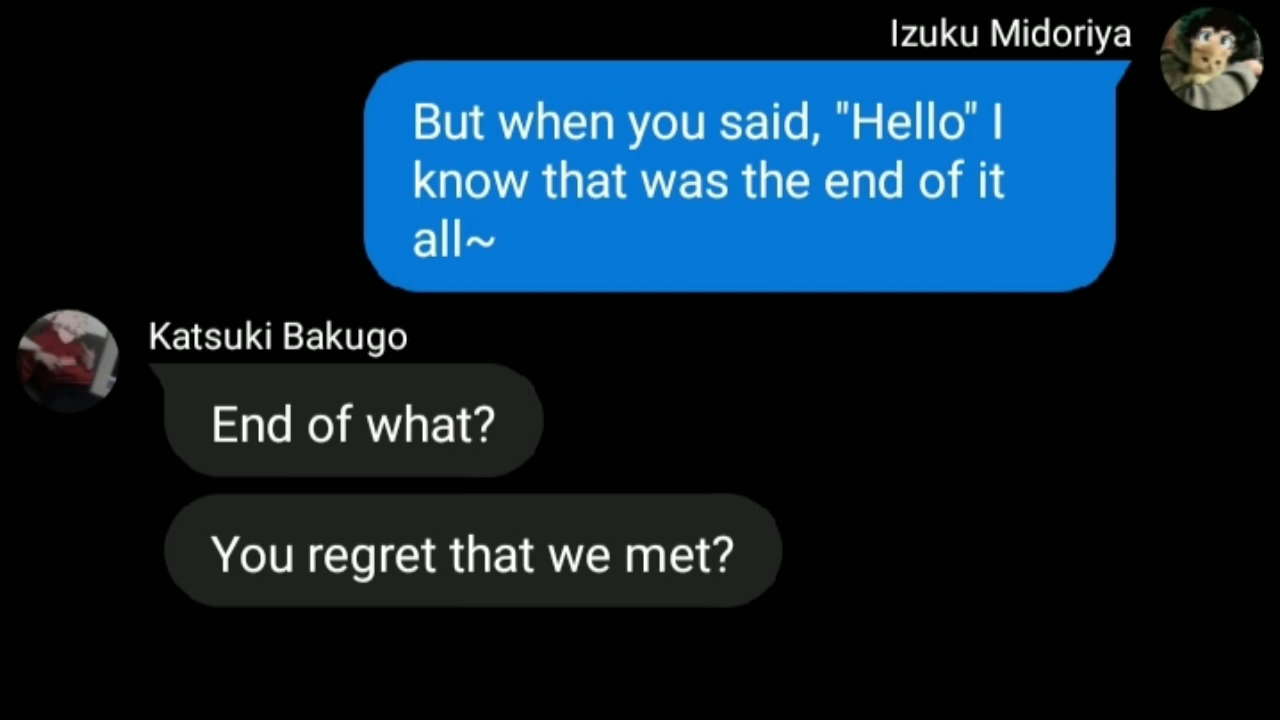 Izuku Midoriya
But when you said, "Hello" I
know that was the end of it
all~
Katsuki Bakugo
End of what?
You regret that we met?